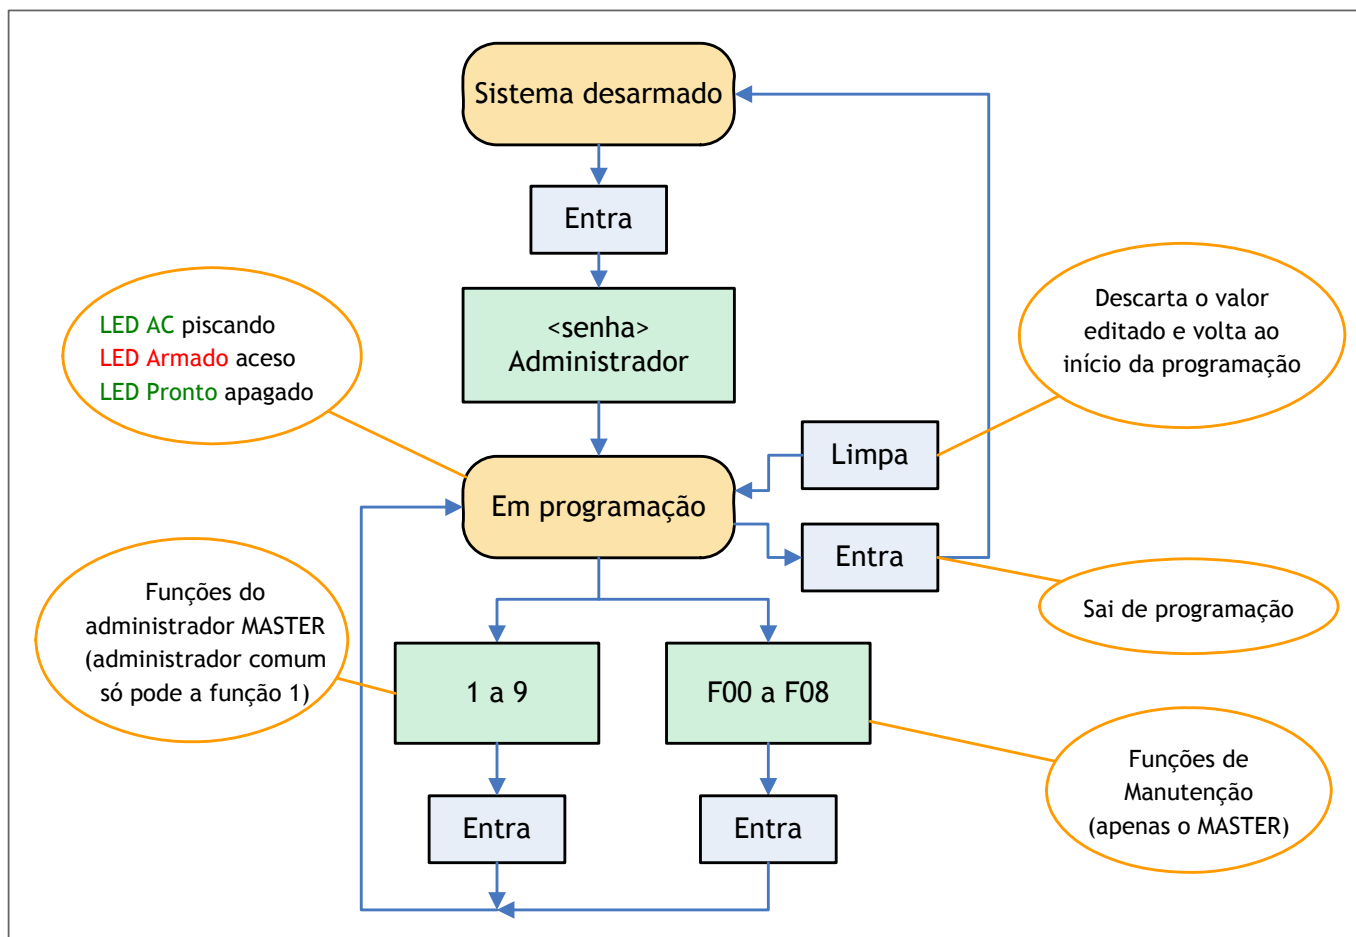 Sistema desarmado
Entra
<senha>
Administrador
LED AC piscando
LED Armado aceso
LED Pronto apagado
Descarta o valor
editado e volta ao
início da programação
Limpa
Em programação
Entra
Sai de programação
Funções do
administrador MASTER
(administrador comum
só pode a função 1)
1 a 9
F00 a F08
Funções de
Manutenção
(apenas o MASTER)
Entra
Entra